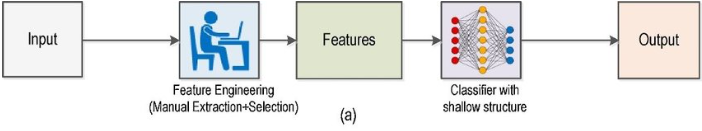 Input
Features
Output
Feature Engineering
(Manual Extraction+Selection)
Classifier with
shallow structure
(a)